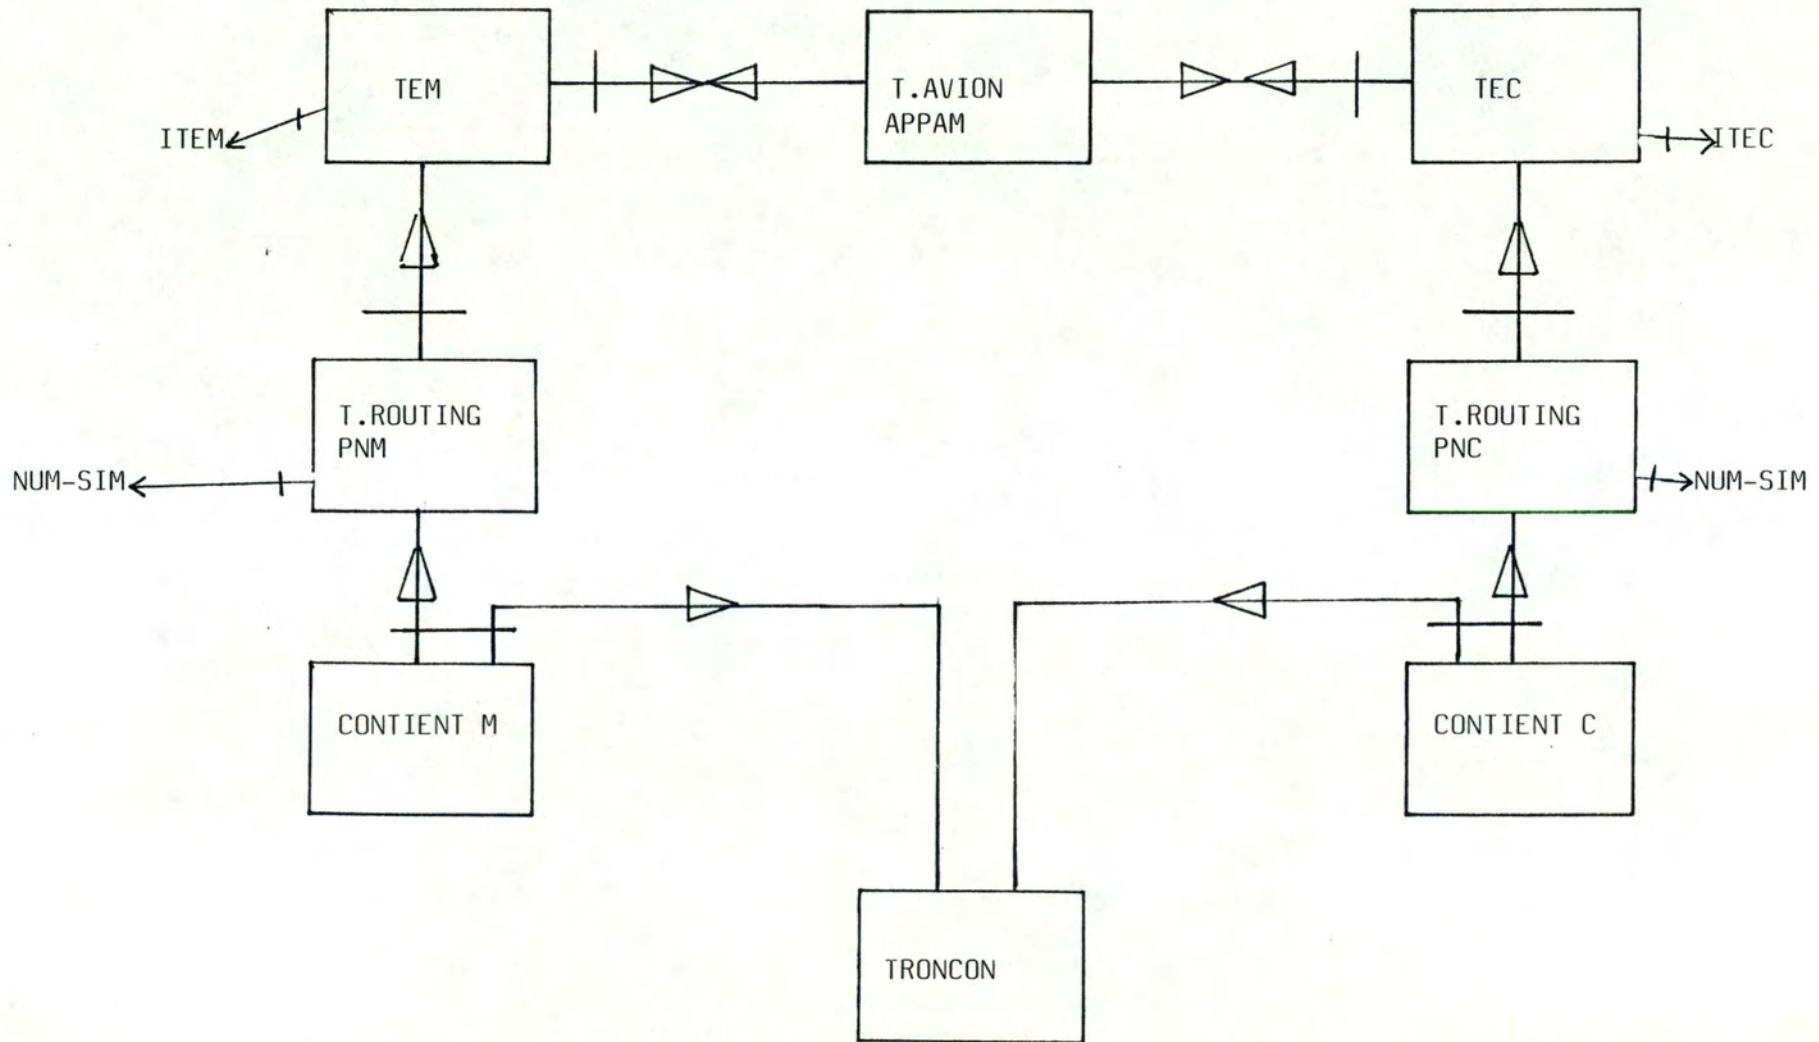 TEM
T.AVION
APPAM
TEC
ITEM
ITEC
T.ROUTING
PNM
T.ROUTING
PNC
NUM-SIM
NUM-SIM
CONTIENT M
CONTIENT C
TRONCON